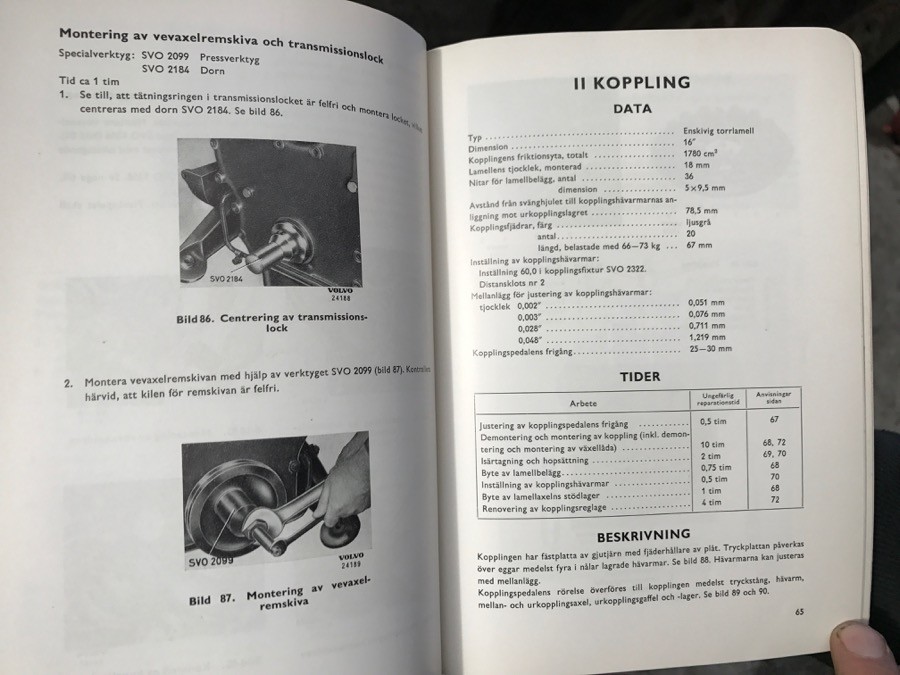 Montering av vevaxelremskiva och transmissionslock
Specialverktyg: SVO 2099 Pressverktyg
SVO 2184 Dorn
Tid ca 1 tim
1. Se till, att tätningsringen i transmissionslocket är felfri och montera locket,
centreras med dorn SVO 2184. Se bild 86.
SVO 2184
VOLVO
24188
Bild 86. Centrering av transmissions-
lock
2. Montera vevaxelremskivan med hjälp av verktyget SVO 2099 (bild 87).
härvid, att kilen för remskivan är felfri.
SVO 2099
VOLVO
24189
Bild 87. Montering av vevaxel-
remskiva
II KOPPLING
DATA
Typ ........ Enskivig torrlamell
Dimension ........ 16″
Kopplingens friktionsyta, totalt ........ 1780 cm²
Lamellens tjocklek, monterad ........ 18 mm
Nitar för lamellbelägg, antal ........ 36
dimension ........ 5×9,5 mm
Avstånd från svänghjulet till kopplingshävarmarnas an-
liggning mot urkopplingslagret ........ 78,5 mm
Kopplingsfjädrar, färg ........ ljusgrå
antal ........ 20
längd, belastade med 66—73 kg ... 67 mm
Inställning av kopplingshävarmar:
Inställning 60,0 i kopplingsfixtur SVO 2322.
Distansklots nr 2
Mellanlägg för justering av kopplingshävarmar:
tjocklek 0,002″ ........ 0,051 mm
0,003″ ........ 0,076 mm
0,028″ ........ 0,711 mm
0,048″ ........ 1,219 mm
Kopplingspedalens frigång ........ 25—30 mm
TIDER
Arbete Ungefärlig reparationstid Anvisningar sidan
Justering av kopplingspedalens frigång ........ 0,5 tim 67
Demontering och montering av koppling (inkl. demon-
tering och montering av växellåda) ........ 10 tim 68, 72
Isärtagning och hopsättning ........ 2 tim 69, 70
Byte av lamellbelägg ........ 0,75 tim 68
Inställning av kopplingshävarmar ........ 0,5 tim 70
Byte av lamellaxelns stödlager ........ 1 tim 68
Renovering av kopplingsreglage ........ 4 tim 72
BESKRIVNING
Kopplingen har fästplatta av gjutjärn med fjäderhållare av plåt. Tryckplattan påverkas
över eggar medelst fyra i nålar lagrade hävarmar. Se bild 88. Hävarmarna kan justeras
med mellanlägg.
Kopplingspedalens rörelse överföres till kopplingen medelst tryckstång, hävarm,
mellan- och urkopplingsaxel, urkopplingsgaffel och -lager. Se bild 89 och 90.
65